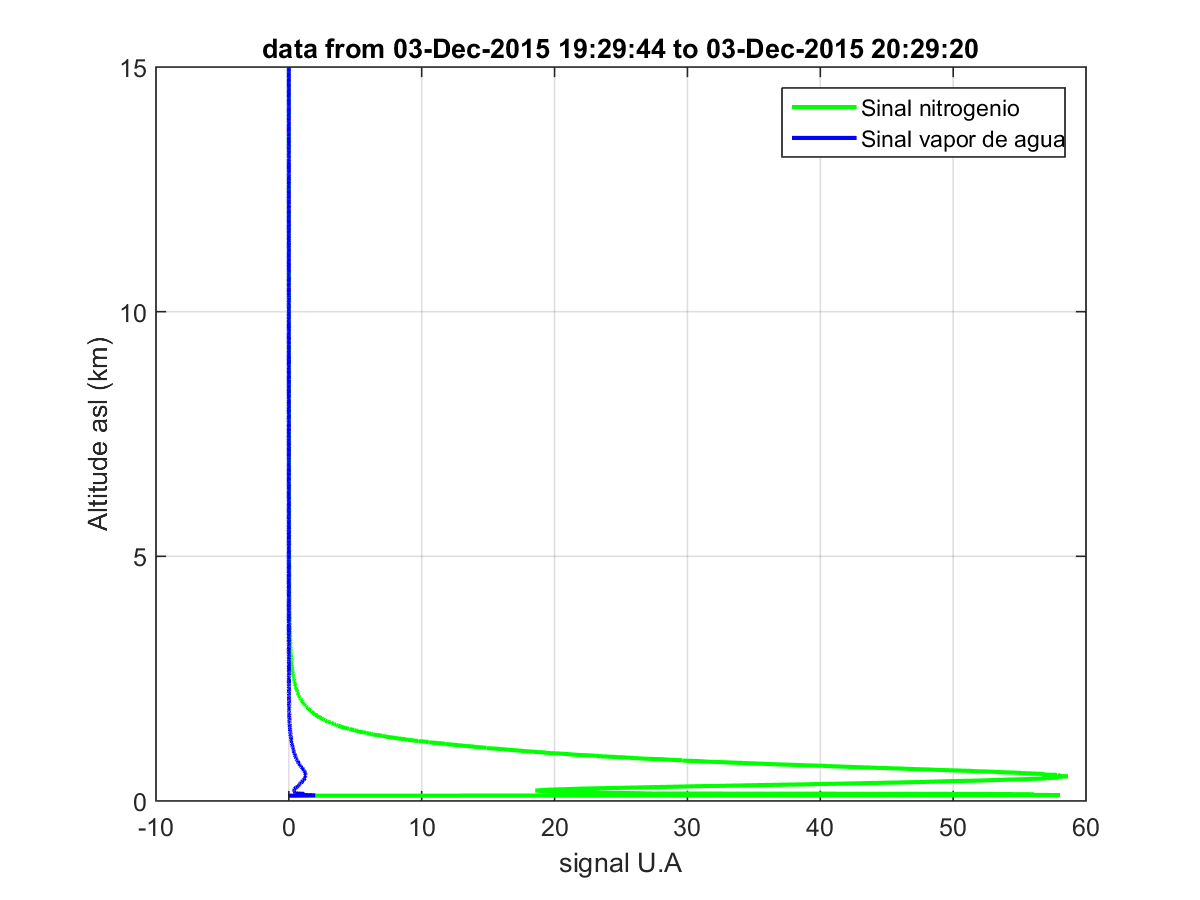 data from 03-Dec-2015 19:29:44 to 03-Dec-2015 20:29:20
Sinal nitrogenio
Sinal vapor de agua
15
10
5
0
Altitude asl (km)
-10 0 10 20 30 40 50 60
signal U.A